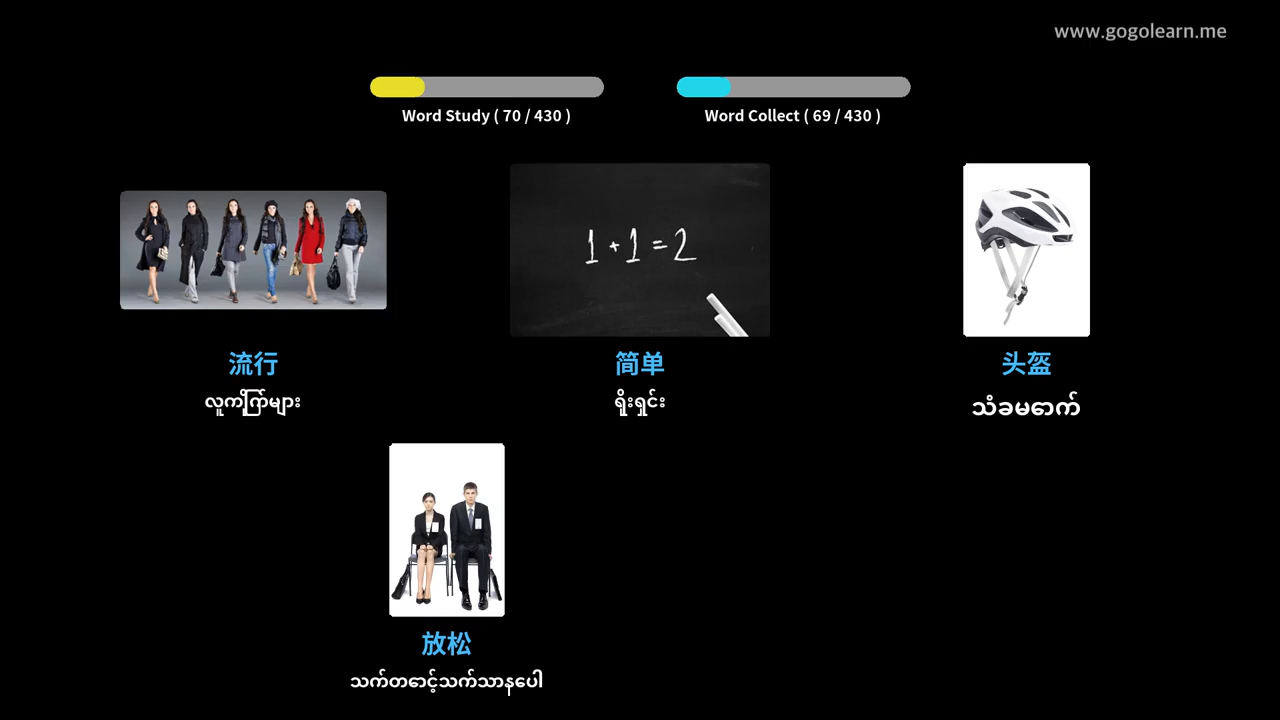 www.gogolearn.me
Word Study ( 70 / 430 )
Word Collect ( 69 / 430 )
1 + 1 = 2
流行
လူကြိုက်များ
简单
ရိုးရှင်း
头盔
သံခမောက်
放松
သက်တောင့်သက်သာနေပါ